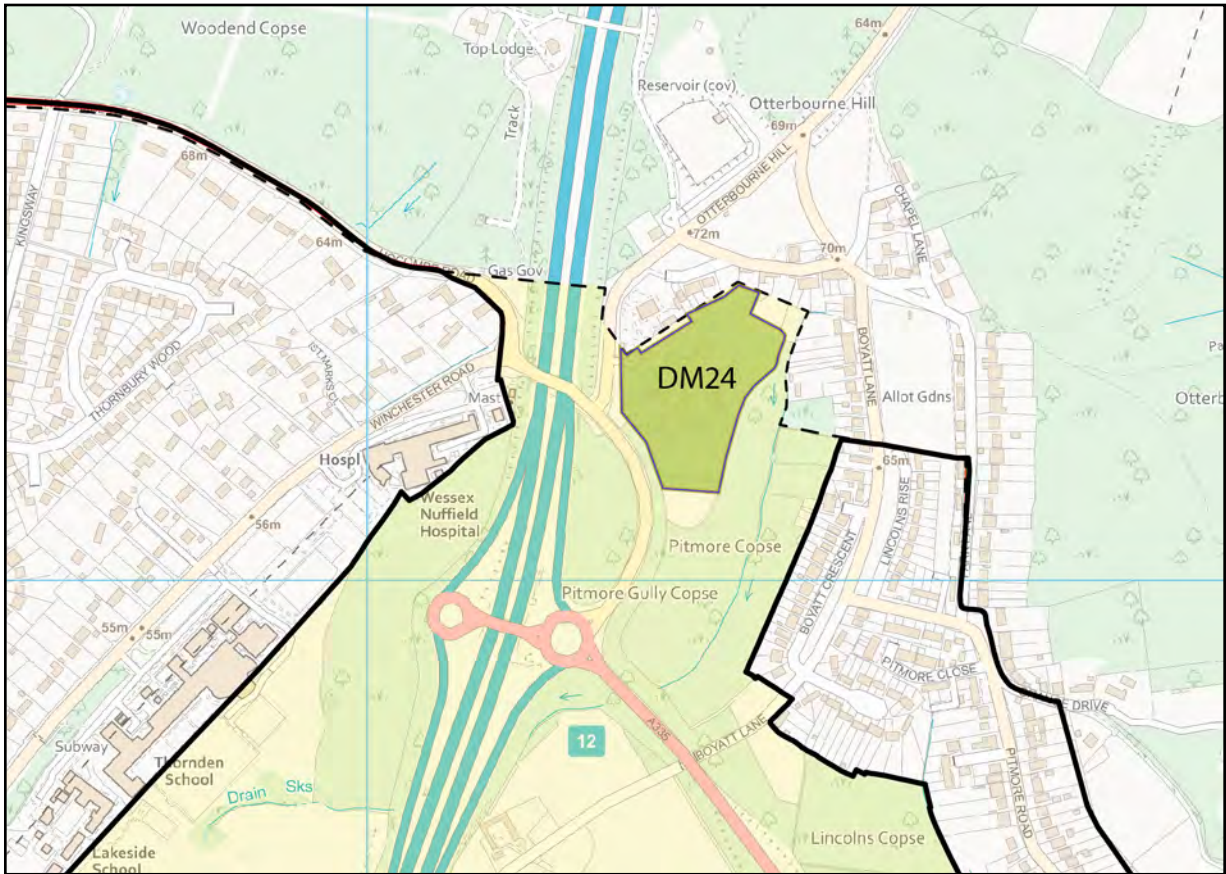 Woodend Copse
Top Lodge
64m
Reservoir (cov)
Otterbourne Hill
69m
Track
KINGSWAY
68m
OTTERBOURNE HILL
CHAPEL LANE
64m
72m
70m
Gas Gov
THORNBURY WOOD
ST MARKS CL
WINCHESTER ROAD
Mast
DM24
BOYATT LANE
Allot Gdns
Hospl
65m
Wessex
Nuffield
Hospital
56m
LINCOLNS RISE
Pitmore Copse
BOYATT CRESCENT
Pitmore Gully Copse
55m
55m
PITMORE CLOSE
DRIVE
Subway
A335
BOYATT LANE
12
Thornden
School
PITMORE ROAD
Drain
Sks
Lincolns Copse
Lakeside
School